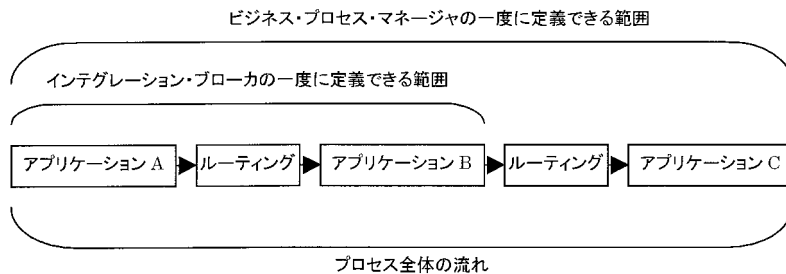 ビジネス・プロセス・マネージャの一度に定義できる範囲
インテグレーション・ブローカの一度に定義できる範囲
アプリケーション A
ルーティング
アプリケーション B
ルーティング
アプリケーション C
プロセス全体の流れ